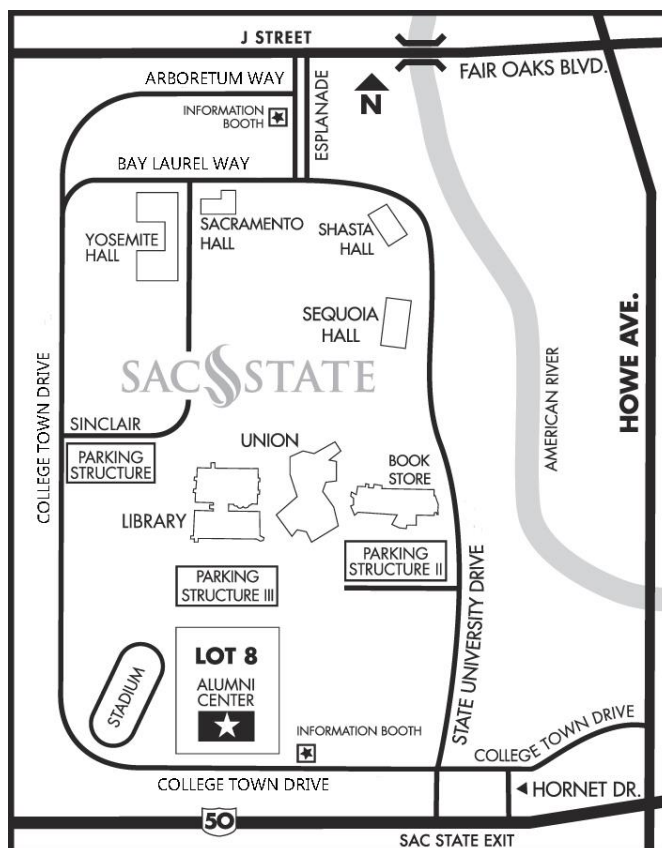 J STREET
FAIR OAKS BLVD.
ARBORETUM WAY
N
ESPLANADE
INFORMATION
BOOTH
BAY LAUREL WAY
YOSEMITE
HALL
SACRAMENTO
HALL
SHASTA
HALL
SEQUOIA
HALL
HOWE AVE.
AMERICAN RIVER
SAC STATE
COLLEGE TOWN DRIVE
SINCLAIR
PARKING
STRUCTURE
UNION
BOOK
STORE
LIBRARY
PARKING
STRUCTURE II
PARKING
STRUCTURE III
STATE UNIVERSITY DRIVE
LOT 8
ALUMNI
CENTER
STADIUM
INFORMATION BOOTH
COLLEGE TOWN DRIVE
COLLEGE TOWN DRIVE
HORNET DR.
50
SAC STATE EXIT